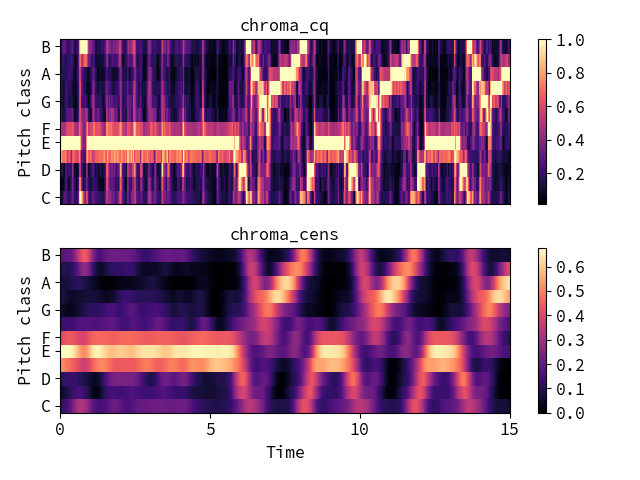 chroma_cq
Pitch class
B
A
G
F
E
D
C
1.0
0.8
0.6
0.4
0.2
chroma_cens
Pitch class
B
A
G
F
E
D
C
0.6
0.5
0.4
0.3
0.2
0.1
0.0
0 5 10 15
Time